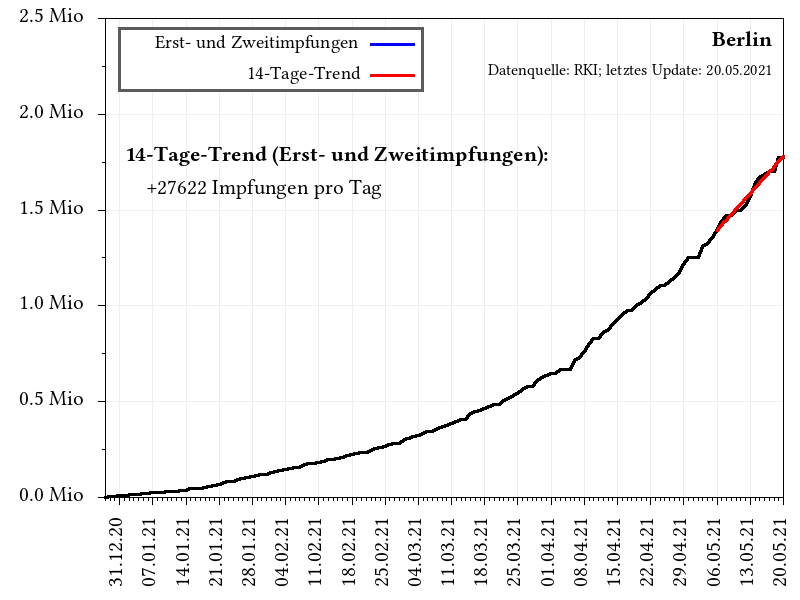 2.5 Mio
2.0 Mio
1.5 Mio
1.0 Mio
0.5 Mio
0.0 Mio
Erst- und Zweitimpfungen
14-Tage-Trend
Berlin
Datenquelle: RKI; letztes Update: 20.05.2021
14-Tage-Trend (Erst- und Zweitimpfungen):
+27622 Impfungen pro Tag
31.12.20
07.01.21
14.01.21
21.01.21
28.01.21
04.02.21
11.02.21
18.02.21
25.02.21
04.03.21
11.03.21
18.03.21
25.03.21
01.04.21
08.04.21
15.04.21
22.04.21
29.04.21
06.05.21
13.05.21
20.05.21